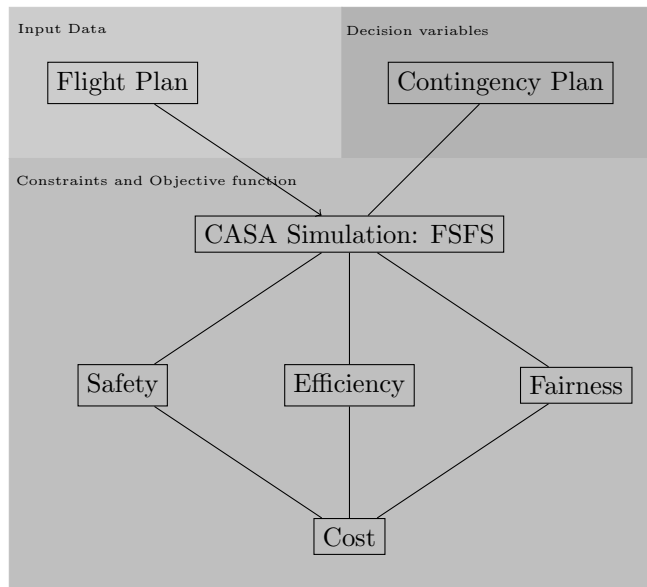 Input Data
Decision variables
Flight Plan
Contingency Plan
Constraints and Objective function
CASA Simulation: FSFS
Safety
Efficiency
Fairness
Cost